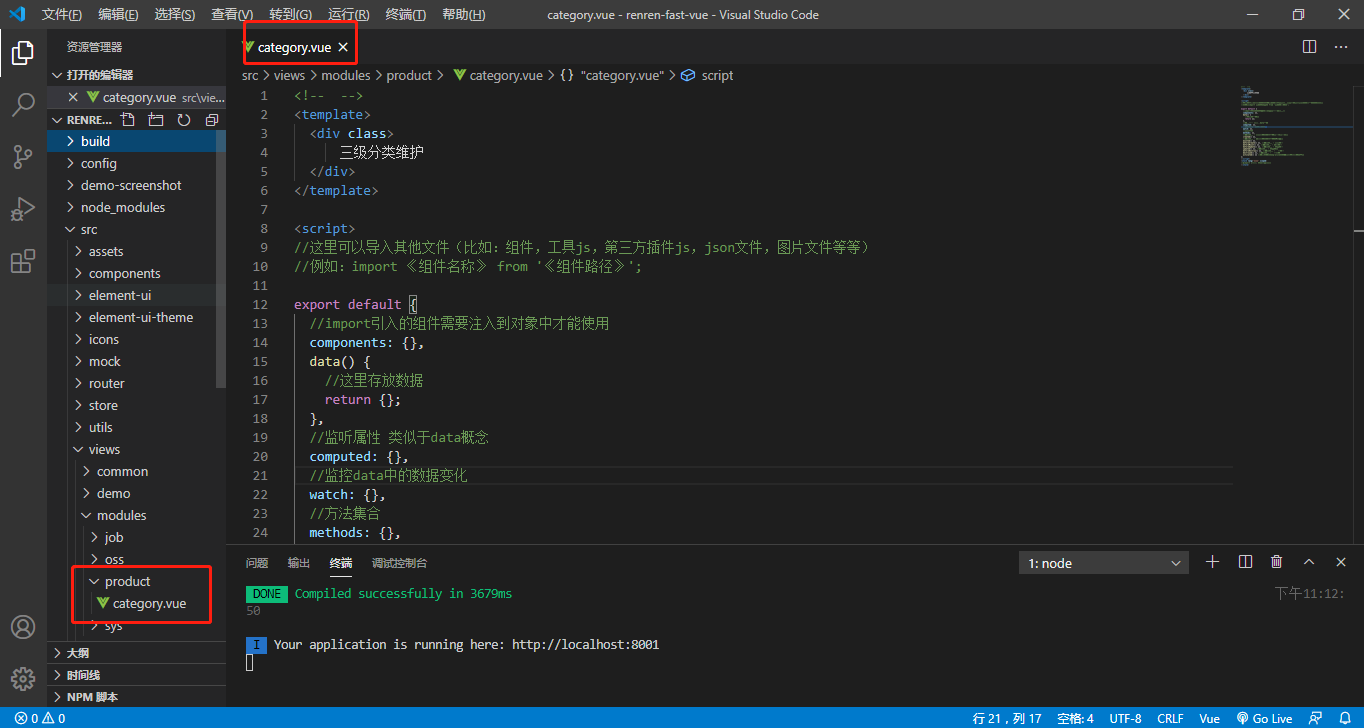 文件(F) 编辑(E) 选择(S) 查看(V) 转到(G) 运行(R) 终端(T) 帮助(H) category.vue - renren-fast-vue - Visual Studio Code
资源管理器
打开的编辑器
category.vue src\vie...
RENRE...
build
config
demo-screenshot
node_modules
src
assets
components
element-ui
element-ui-theme
icons
mock
router
store
utils
views
common
demo
modules
job
oss
product
category.vue
sys
大纲
时间线
NPM 脚本
category.vue
src > views > modules > product > category.vue > {} "category.vue" > script
1 <!-- -->
2 <template>
3 <div class>
4 三级分类维护
5 </div>
6 </template>
7
8 <script>
9 //这里可以导入其他文件（比如：组件，工具js，第三方插件js，json文件，图片文件等等）
10 //例如：import 《组件名称》 from '《组件路径》';
11
12 export default {
13 //import引入的组件需要注入到对象中才能使用
14 components: {},
15 data() {
16 //这里存放数据
17 return {};
18 },
19 //监听属性 类似于data概念
20 computed: {},
21 //监控data中的数据变化
22 watch: {},
23 //方法集合
24 methods: {},
问题 输出 终端 调试控制台 1: node
DONE Compiled successfully in 3679ms 下午11:12:
50
I Your application is running here: http://localhost:8001
0 0 行 21，列 17 空格: 4 UTF-8 CRLF Vue Go Live